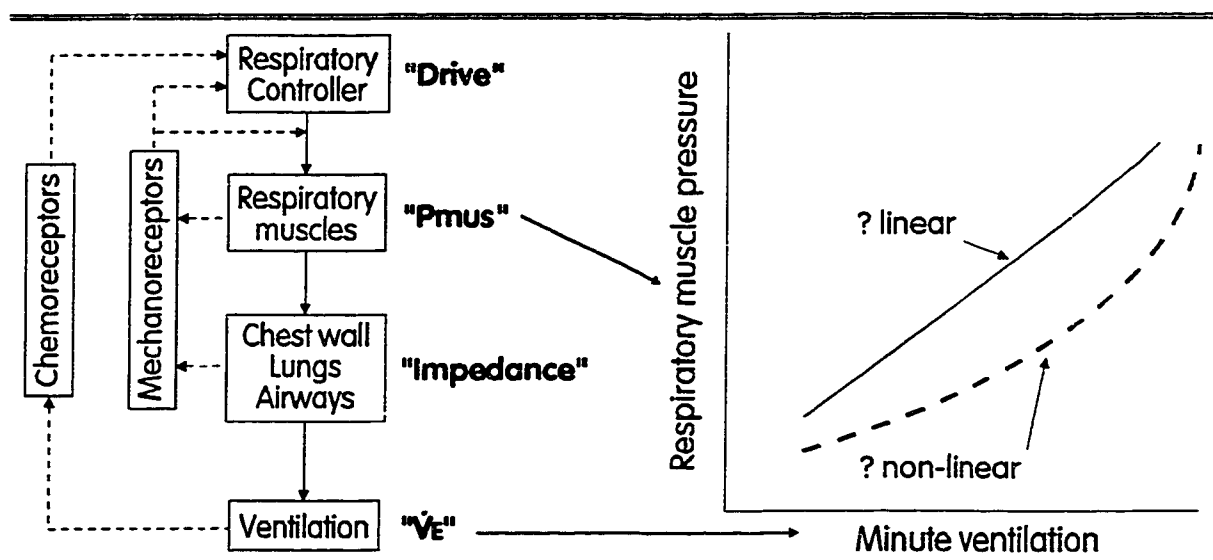 Respiratory
Controller
"Drive"
Chemoreceptors
Mechanoreceptors
Respiratory
muscles
"Pmus"
Chest wall
Lungs
Airways
"Impedance"
Ventilation
"V̇E"
Respiratory muscle pressure
? linear
? non-linear
Minute ventilation